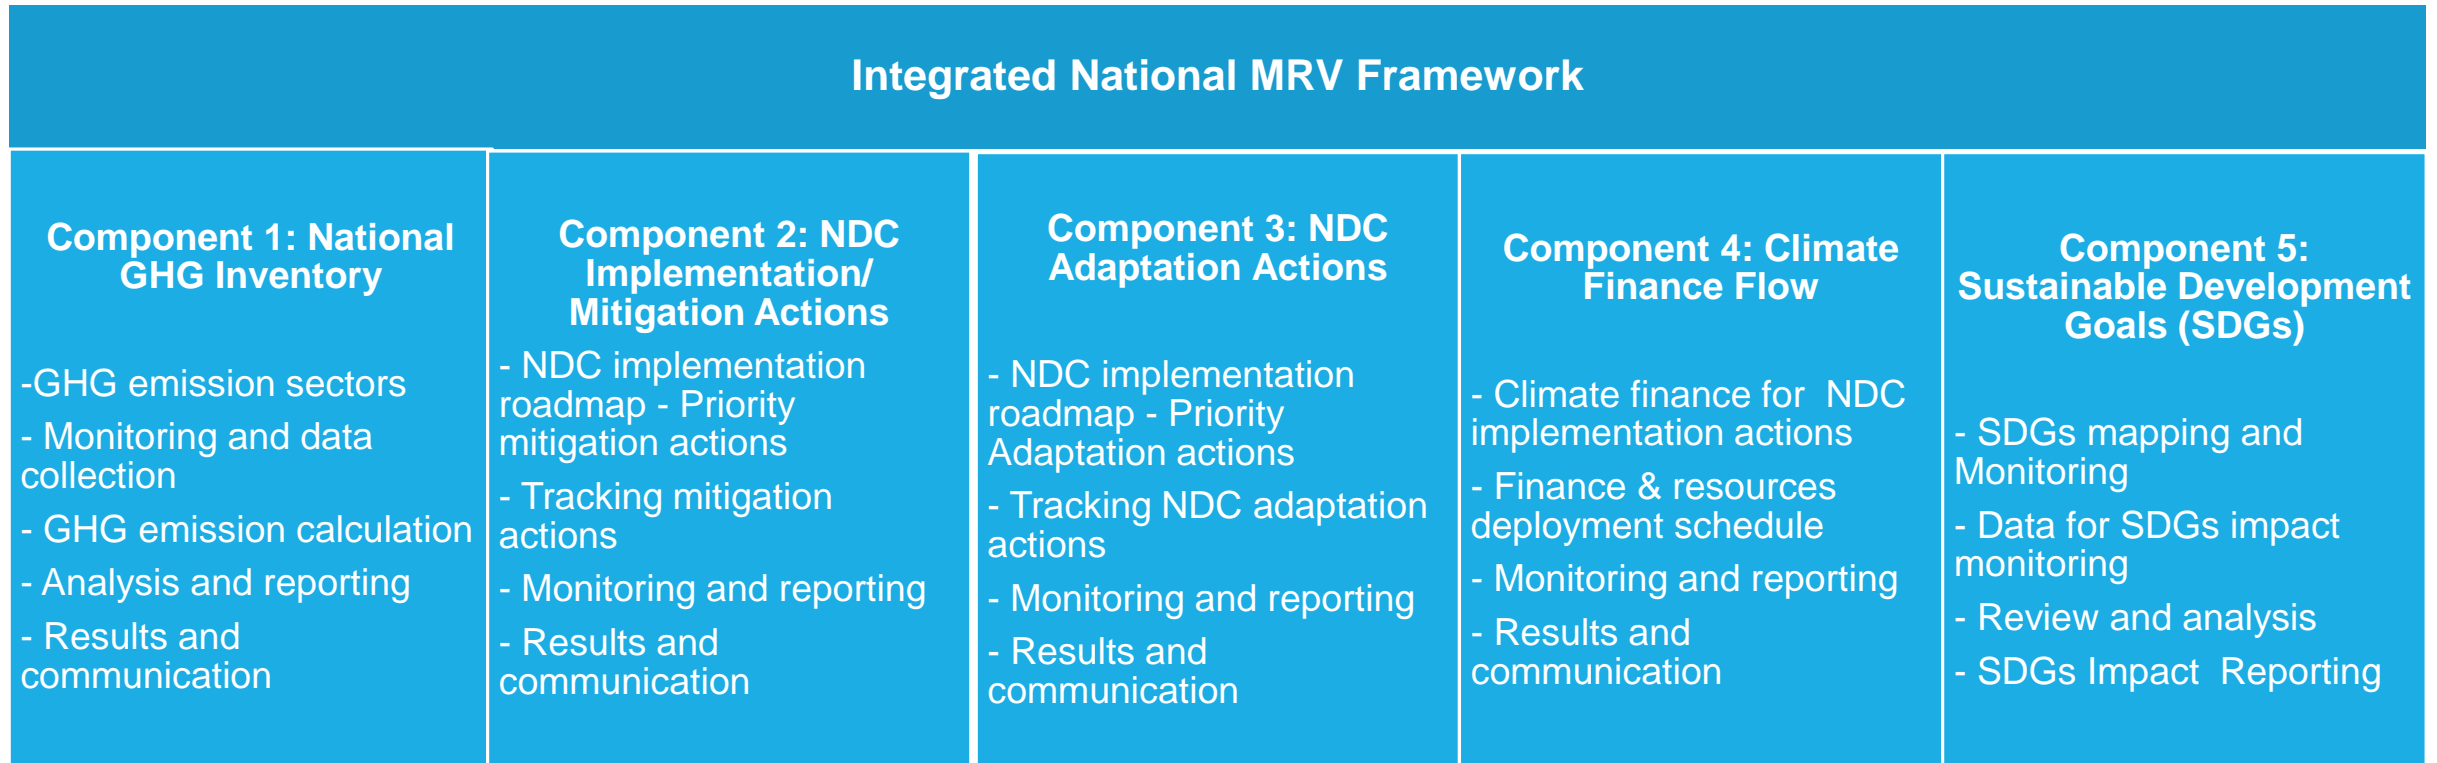 Integrated National MRV Framework
Component 1: National
GHG Inventory
-GHG emission sectors
- Monitoring and data
collection
- GHG emission calculation
- Analysis and reporting
- Results and
communication
Component 2: NDC
Implementation/
Mitigation Actions
- NDC implementation
roadmap - Priority
mitigation actions
- Tracking mitigation
actions
- Monitoring and reporting
- Results and
communication
Component 3: NDC
Adaptation Actions
- NDC implementation
roadmap - Priority
Adaptation actions
- Tracking NDC adaptation
actions
- Monitoring and reporting
- Results and
communication
Component 4: Climate
Finance Flow
- Climate finance for  NDC
implementation actions
- Finance & resources
deployment schedule
- Monitoring and reporting
- Results and
communication
Component 5:
Sustainable Development
Goals (SDGs)
- SDGs mapping and
Monitoring
- Data for SDGs impact
monitoring
- Review and analysis
- SDGs Impact  Reporting